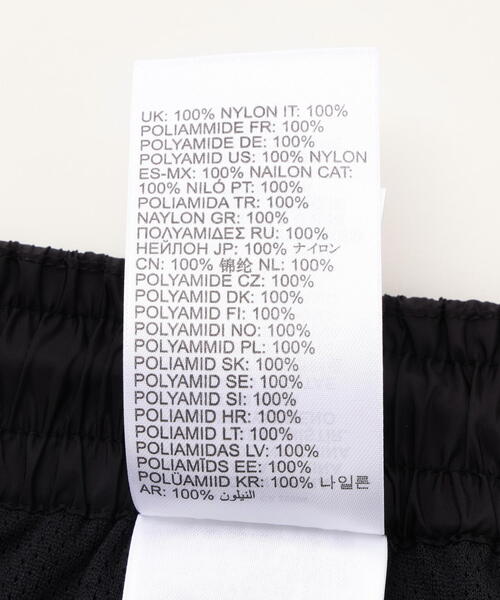 UK: 100% NYLON IT: 100%
POLIAMMIDE FR: 100%
POLYAMIDE DE: 100%
POLYAMID US: 100% NYLON
ES-MX: 100% NAILON CAT:
100% NILÓ PT: 100%
POLIAMIDA TR: 100%
NAYLON GR: 100%
ΠΟΛΥΑΜΙΔΕΣ RU: 100%
НЕЙЛОН JP: 100% ナイロン
CN: 100% 锦纶 NL: 100%
POLYAMIDE CZ: 100%
POLYAMID DK: 100%
POLYAMID FI: 100%
POLYAMIDI NO: 100%
POLYAMMID PL: 100%
POLIAMID SK: 100%
POLYAMID SE: 100%
POLYAMID SI: 100%
POLIAMID HR: 100%
POLIAMID LT: 100%
POLIAMIDAS LV: 100%
POLIAMĪDS EE: 100%
POLÜAMIID KR: 100% 나일론
AR: 100% النيلون